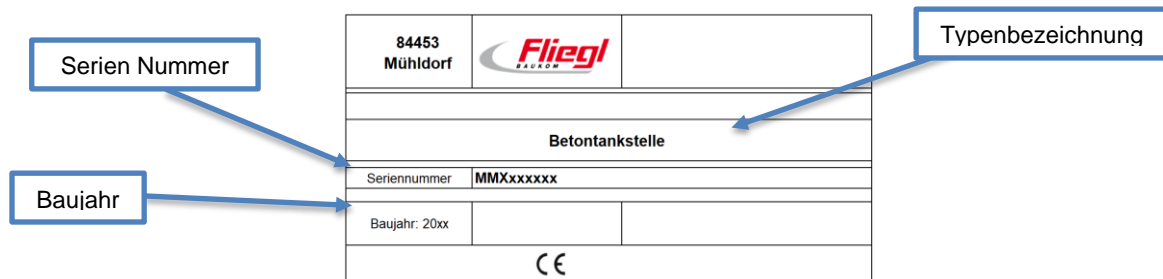 Typenbezeichnung
84453
Mühldorf
Fliegl
BAUKOM
Serien Nummer
Betontankstelle
Seriennummer MMXxxxxxx
Baujahr
Baujahr: 20xx
CE